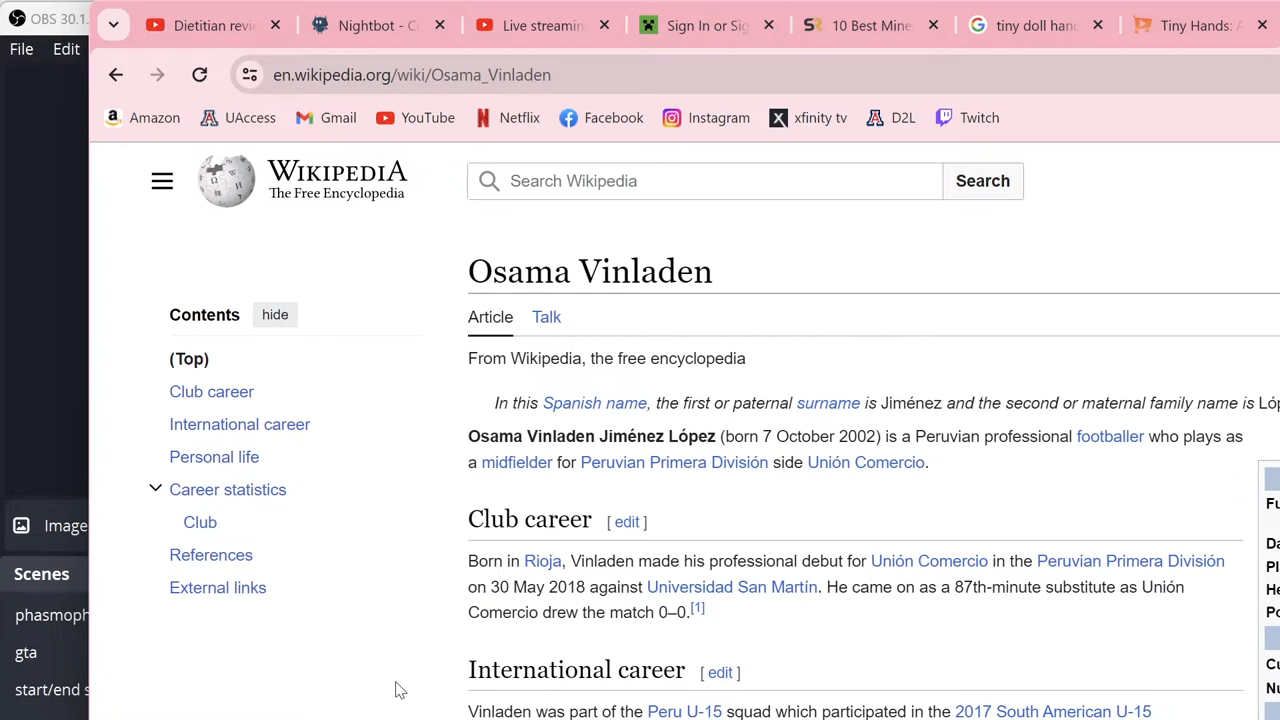 OBS 30.1.
Dietitian revi
Nightbot - C
Live streamin
Sign In or Sig
10 Best Mine
tiny doll hand
Tiny Hands: A
File Edit
en.wikipedia.org/wiki/Osama_Vinladen
Amazon UAccess Gmail YouTube Netflix Facebook Instagram xfinity tv D2L Twitch
WIKIPEDIA
The Free Encyclopedia
Search Wikipedia
Search
Osama Vinladen
Contents hide
Article Talk
(Top)
From Wikipedia, the free encyclopedia
Club career
In this Spanish name, the first or paternal surname is Jiménez and the second or maternal family name is Lóp
International career
Osama Vinladen Jiménez López (born 7 October 2002) is a Peruvian professional footballer who plays as
a midfielder for Peruvian Primera División side Unión Comercio.
Personal life
Career statistics
Club
References
External links
Club career [ edit ]
Born in Rioja, Vinladen made his professional debut for Unión Comercio in the Peruvian Primera División
on 30 May 2018 against Universidad San Martín. He came on as a 87th-minute substitute as Unión
Comercio drew the match 0–0.[1]
International career [ edit ]
Vinladen was part of the Peru U-15 squad which participated in the 2017 South American U-15
Fu
Da
Pl
He
Po
Cu
Nu
Image
Scenes
phasmoph
gta
start/end s